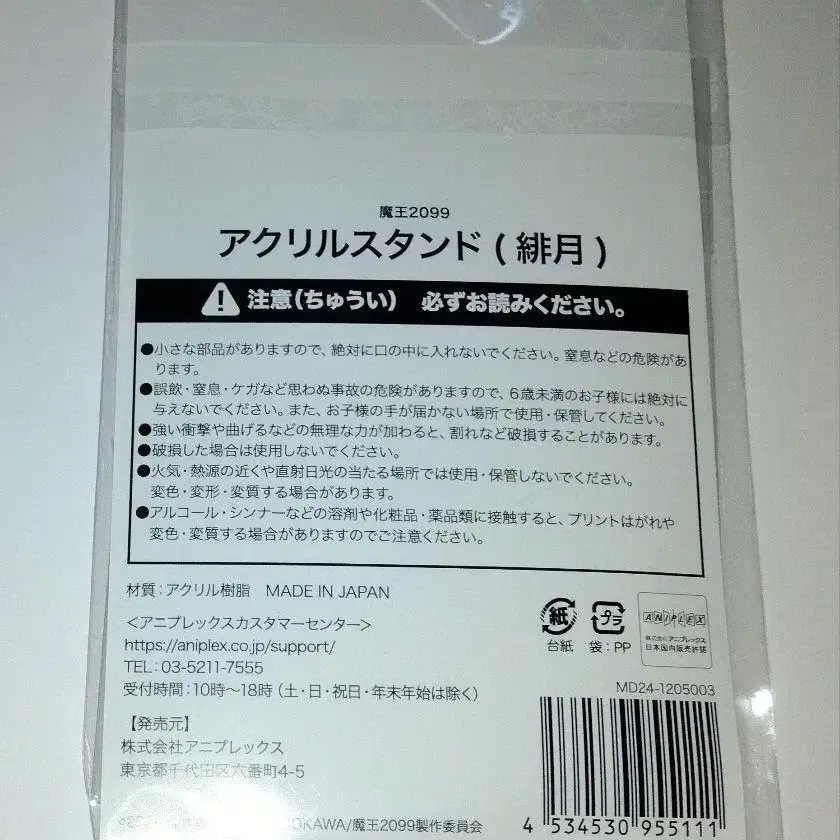 魔王2099
アクリルスタンド(緋月)
注意(ちゅうい) 必ずお読みください。
●小さな部品がありますので、絶対に口の中に入れないでください。窒息などの危険があ
ります。
●誤飲・窒息・ケガなど思わぬ事故の危険がありますので、6歳未満のお子様には絶対に
与えないでください。また、お子様の手が届かない場所で使用・保管してください。
●強い衝撃や曲げるなどの無理な力が加わると、割れなど破損することがあります。
●破損した場合は使用しないでください。
●火気・熱源の近くや直射日光の当たる場所では使用・保管しないでください。
変色・変形・変質する場合があります。
●アルコール・シンナーなどの溶剤や化粧品・薬品類に接触すると、プリントはがれや
変色・変質する場合がありますのでご注意ください。
材質:アクリル樹脂 MADE IN JAPAN
<アニプレックスカスタマーセンター>
https://aniplex.co.jp/support/
TEL:03-5211-7555
受付時間:10時~18時(土・日・祝日・年末年始は除く)
【発売元】
株式会社アニプレックス
東京都千代田区六番町4-5
紙
台紙
プラ
袋:PP
ANIPLEX
株式会社アニプレックス
日本国内販売許諾
MD24-1205003
OKAWA/魔王2099製作委員会
4 534530 955111